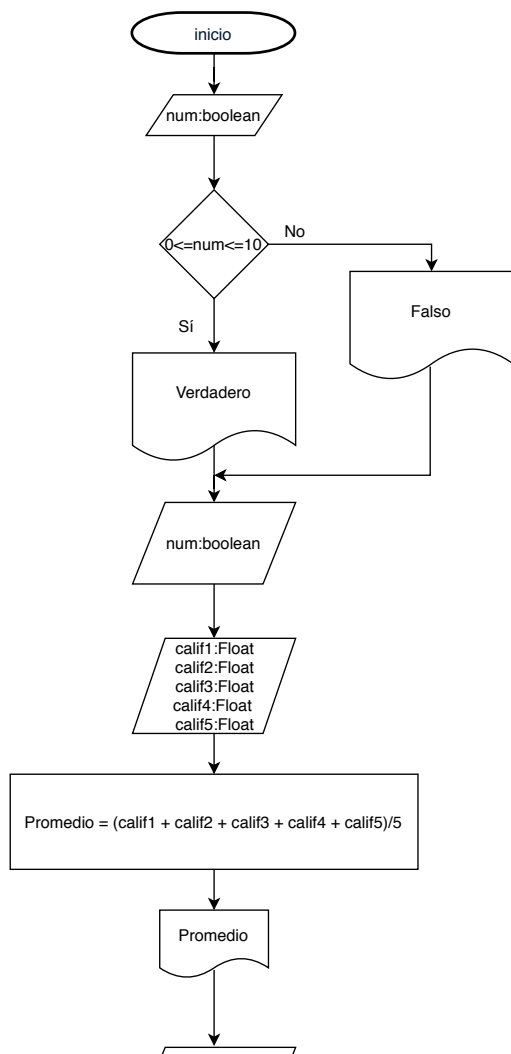 inicio
num:boolean
0<=num<=10
No
Falso
Sí
Verdadero
num:boolean
calif1:Float
calif2:Float
calif3:Float
calif4:Float
calif5:Float
Promedio = (calif1 + calif2 + calif3 + calif4 + calif5)/5
Promedio